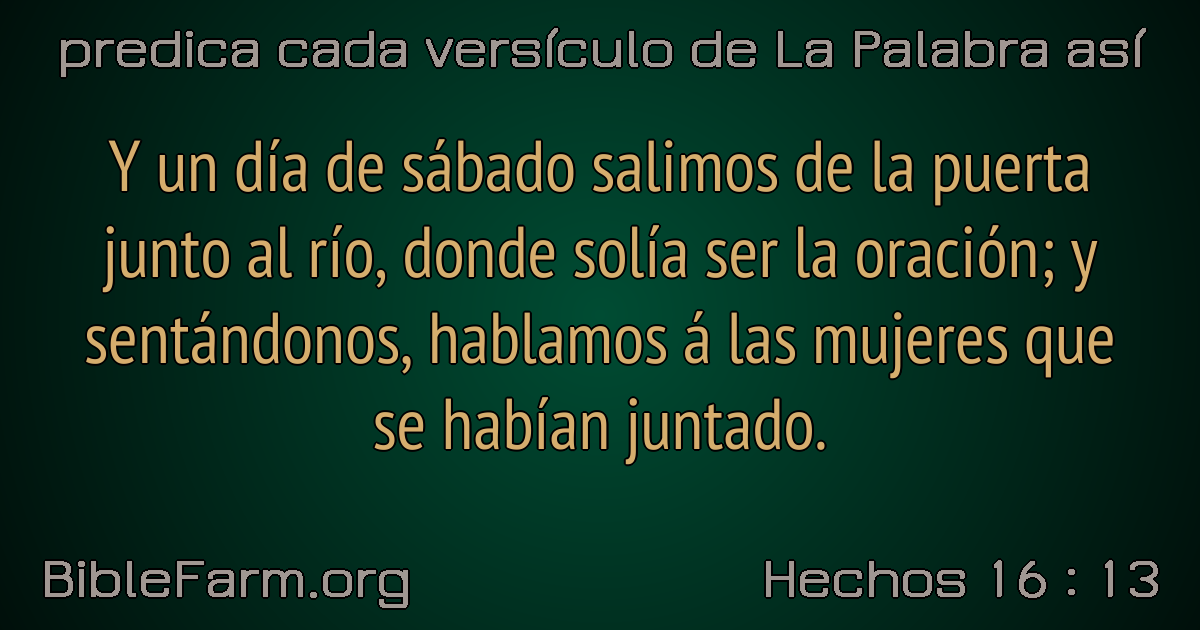 predica cada versículo de La Palabra así
Y un día de sábado salimos de la puerta
junto al río, donde solía ser la oración; y
sentándonos, hablamos á las mujeres que
se habían juntado.
BibleFarm.org
Hechos 16 : 13